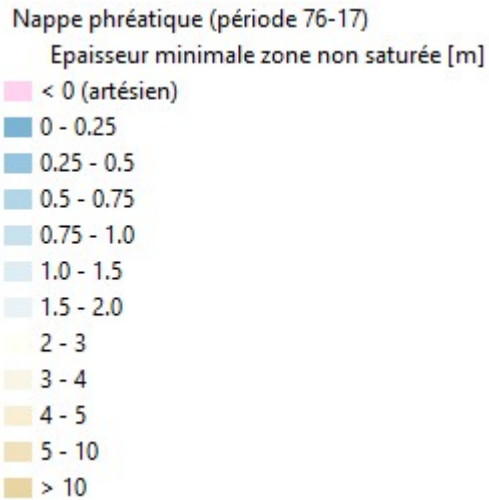 Nappe phréatique (période 76-17)
Epaisseur minimale zone non saturée [m]
< 0 (artésien)
0 - 0.25
0.25 - 0.5
0.5 - 0.75
0.75 - 1.0
1.0 - 1.5
1.5 - 2.0
2 - 3
3 - 4
4 - 5
5 - 10
> 10